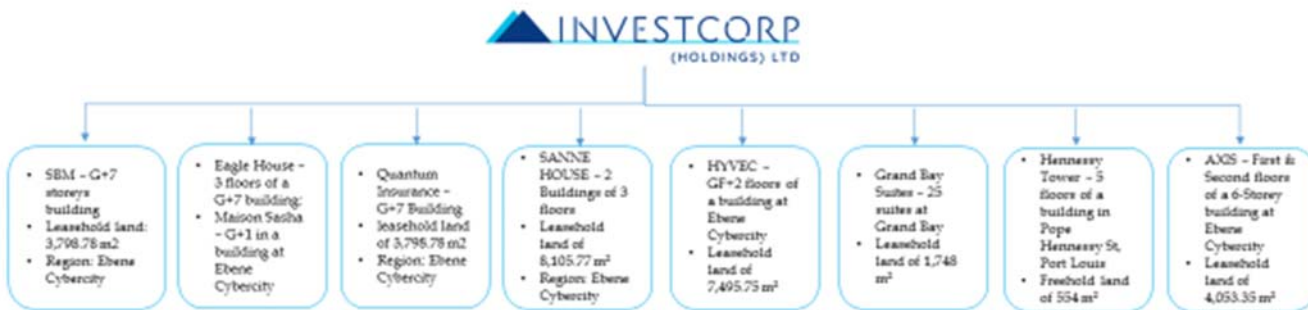 INVESTCORP
(HOLDINGS) LTD
• SBM – G+7
storeys
building
• Leasehold land:
3,798.78 m2
• Region: Ebene
Cybercity
• Eagle House –
3 floors of a
G+7 building;
• Maison Sasha
– G+1 in a
building at
Ebene
Cybercity
• Quantum
Insurance –
G+7 Building
• leasehold land
of 3,798.78 m2
• Region: Ebene
Cybercity
• SANNE
HOUSE – 2
Buildings of 3
floors
• Leasehold
land of
8,105.77 m²
• Region: Ebene
Cybercity
• HYVEC –
GF+2 floors of
a building at
Ebene
Cybercity
• Leasehold
land of
7,495.75 m²
• Grand Bay
Suites – 25
suites at
Grand Bay
• Leasehold
land of 1,748
m²
• Hennessy
Tower – 5
floors of a
building in
Pope
Hennessy St,
Port Louis
• Freehold land
of 554 m²
• AXIS – First &
Second floors
of a 6-Storey
building at
Ebene
Cybercity
• Leasehold
land of
4,053.35 m²